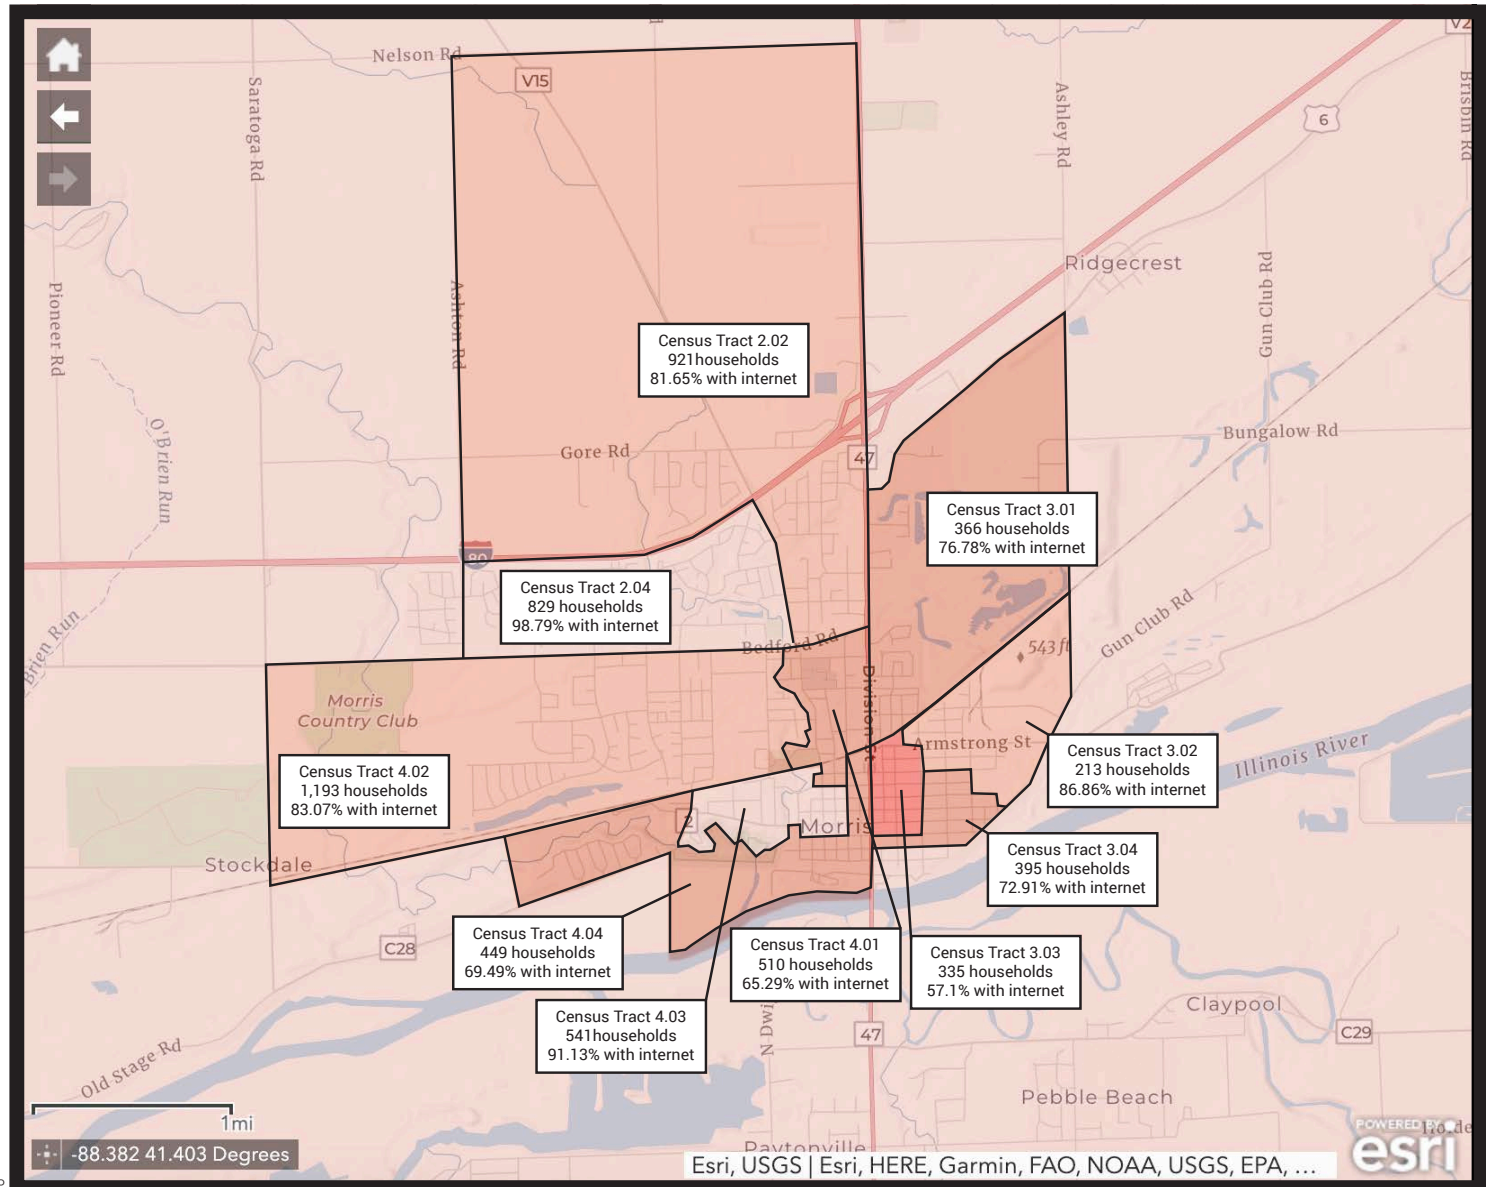 Nelson Rd
V15
Saratoga Rd
Ashley Rd
6
Brisbin Rd
Pioneer Rd
Ashton Rd
Ridgecrest
Gun Club Rd
Census Tract 2.02
921households
81.65% with internet
O'Brien Run
Gore Rd
47
Bungalow Rd
Census Tract 3.01
366 households
76.78% with internet
80
Census Tract 2.04
829 households
98.79% with internet
Brien Run
Bedford Rd
543 ft
Gun Club Rd
Morris
Country Club
Division St
Armstrong St
Illinois River
Census Tract 3.02
213 households
86.86% with internet
Census Tract 4.02
1,193 households
83.07% with internet
2
Morris
Stockdale
Census Tract 3.04
395 households
72.91% with internet
C28
Census Tract 4.04
449 households
69.49% with internet
Census Tract 4.01
510 households
65.29% with internet
Census Tract 3.03
335 households
57.1% with internet
Census Tract 4.03
541households
91.13% with internet
Claypool
47
C29
Old Stage Rd
Pebble Beach
1mi
-88.382 41.403 Degrees
Paytonville
POWERED BY
esri
Esri, USGS | Esri, HERE, Garmin, FAO, NOAA, USGS, EPA, ...